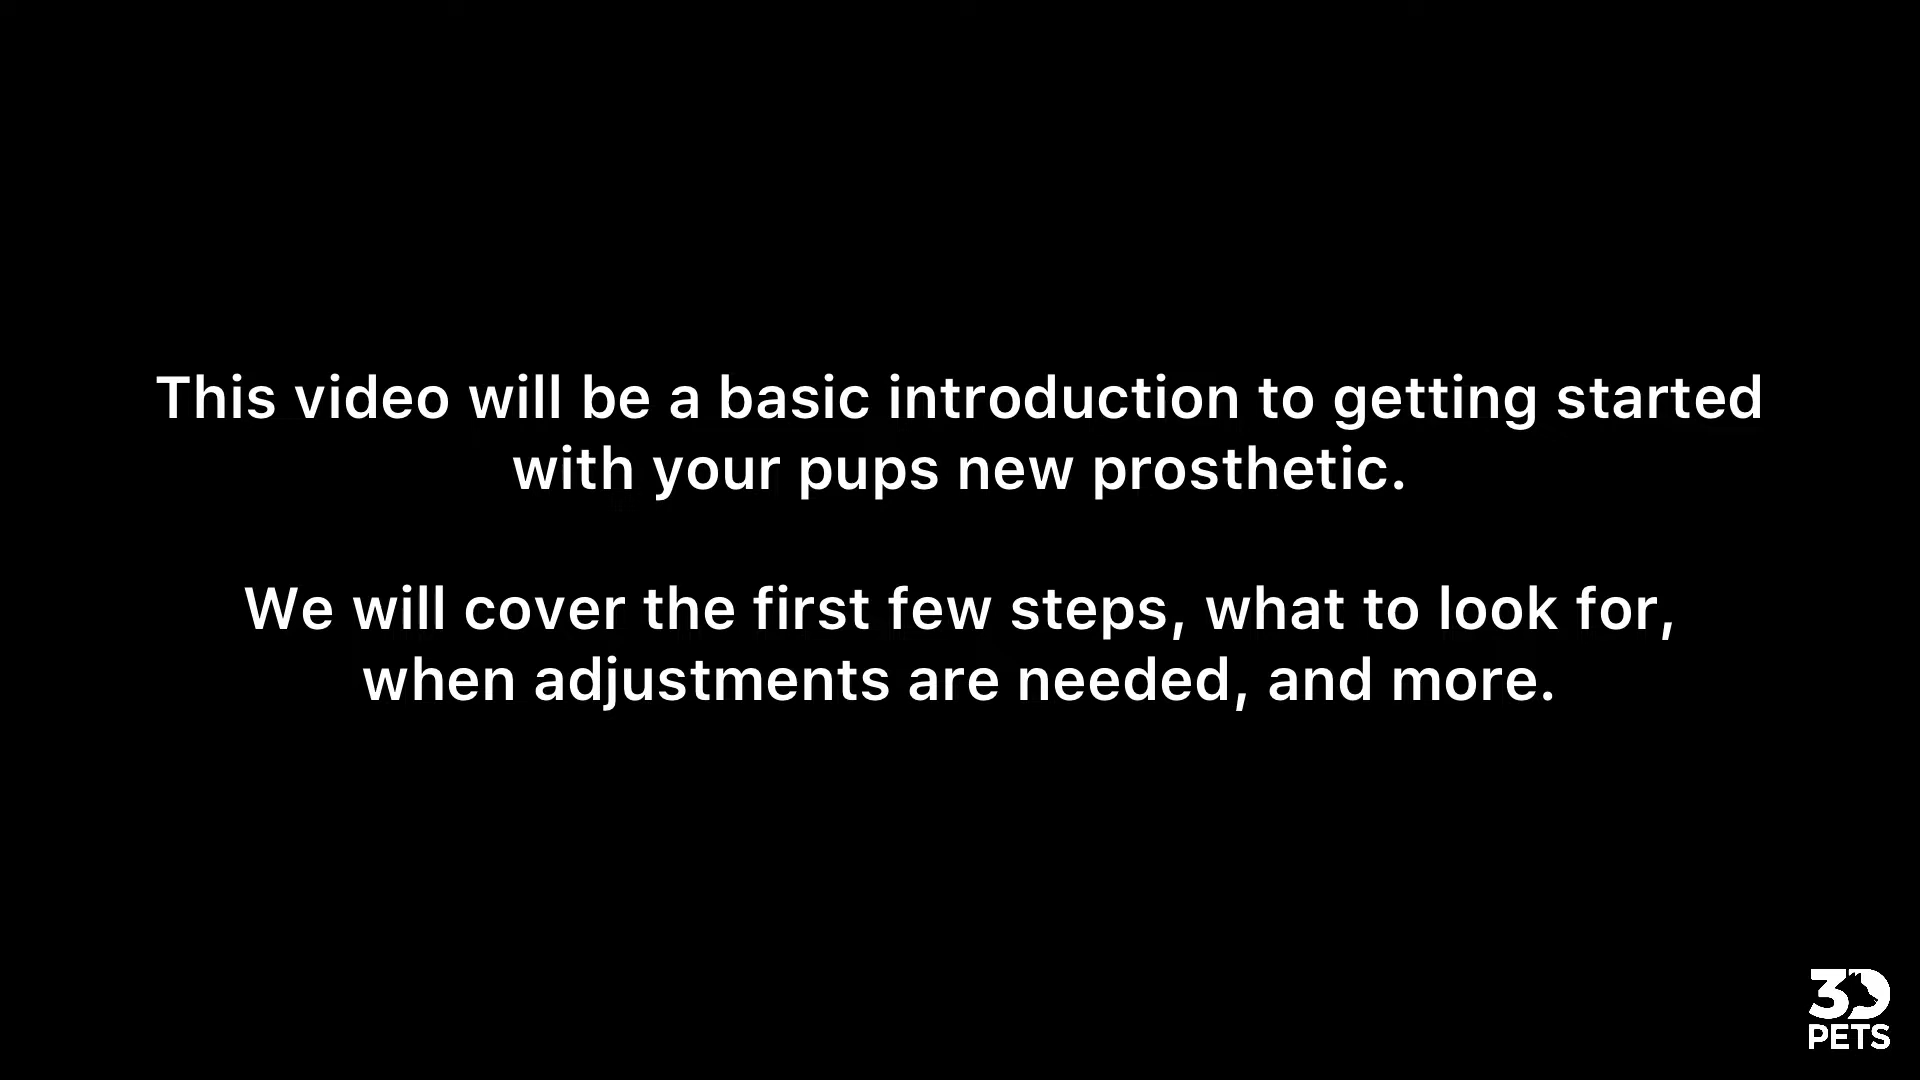 This video will be a basic introduction to getting started
with your pups new prosthetic.
We will cover the first few steps, what to look for,
when adjustments are needed, and more.
3D
PETS